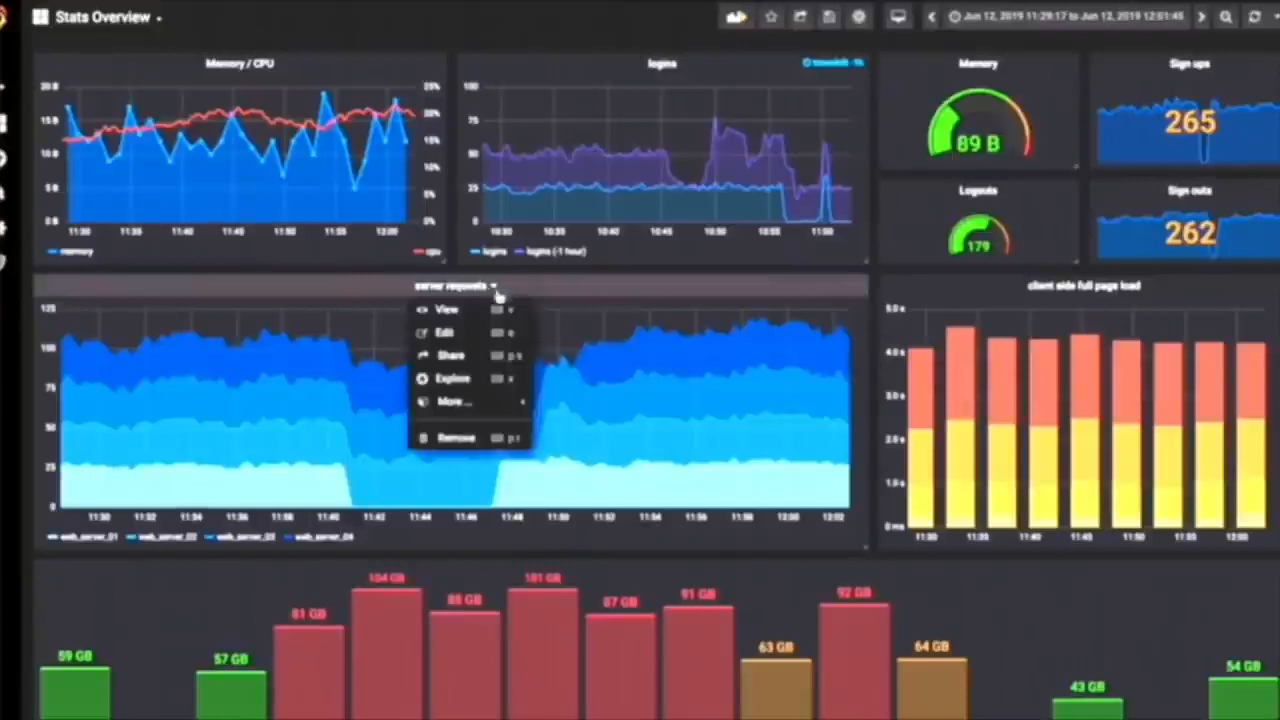 Stats Overview
Jun 12, 2019 11:29:17 to Jun 12, 2019 12:01:45
Memory / CPU
20 B
15 B
10 B
5 B
0 B
25%
20%
15%
10%
5%
0%
11:30 11:35 11:40 11:45 11:50 11:55 12:00
memory cpu
logins
100
75
50
25
0
10:30 10:35 10:40 10:45 10:50 10:55 11:00
logins logins (-1 hour)
Memory
89 B
Sign ups
265
Logouts
179
Sign outs
262
server requests
View v
Edit e
Share p s
Explore x
More ...
Remove p r
125
100
75
50
25
0
11:30 11:32 11:34 11:36 11:38 11:40 11:42 11:44 11:46 11:48 11:50 11:52 11:54 11:56 11:58 12:00 12:02
web_server_01 web_server_02 web_server_03 web_server_04
client side full page load
5.0 s
4.0 s
3.0 s
2.0 s
1.0 s
0 ms
11:30 11:35 11:40 11:45 11:50 11:55 12:00
59 GB
57 GB
81 GB
104 GB
88 GB
101 GB
87 GB
91 GB
63 GB
92 GB
64 GB
43 GB
54 GB